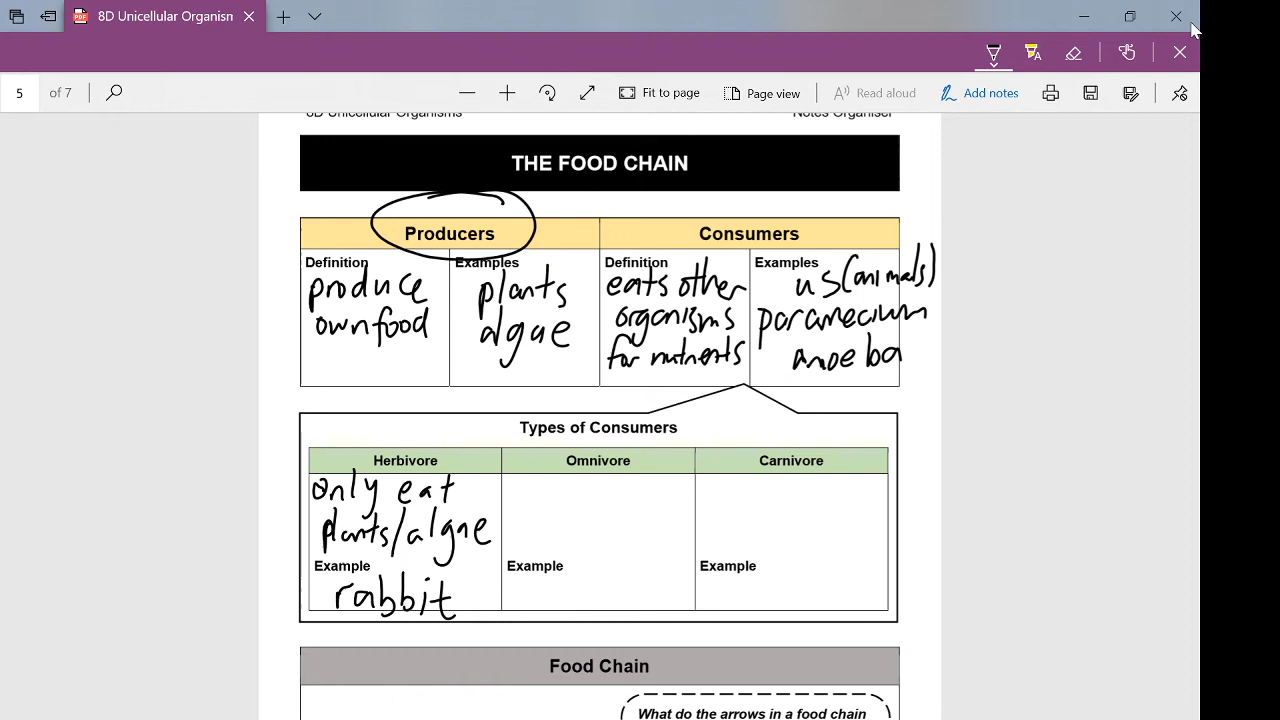 8D Unicellular Organism
5 of 7
Fit to page
Page view
Read aloud
Add notes
8D Unicellular Organisms
Notes Organiser
THE FOOD CHAIN
Producers
Consumers
Definition
produce
own food
Examples
plants
algae
Definition
eats other
organisms
for nutrients
Examples
us (animals)
paramecium
amoeba
Types of Consumers
Herbivore
Omnivore
Carnivore
only eat
plants/algae
Example
rabbit
Example
Example
Food Chain
What do the arrows in a food chain